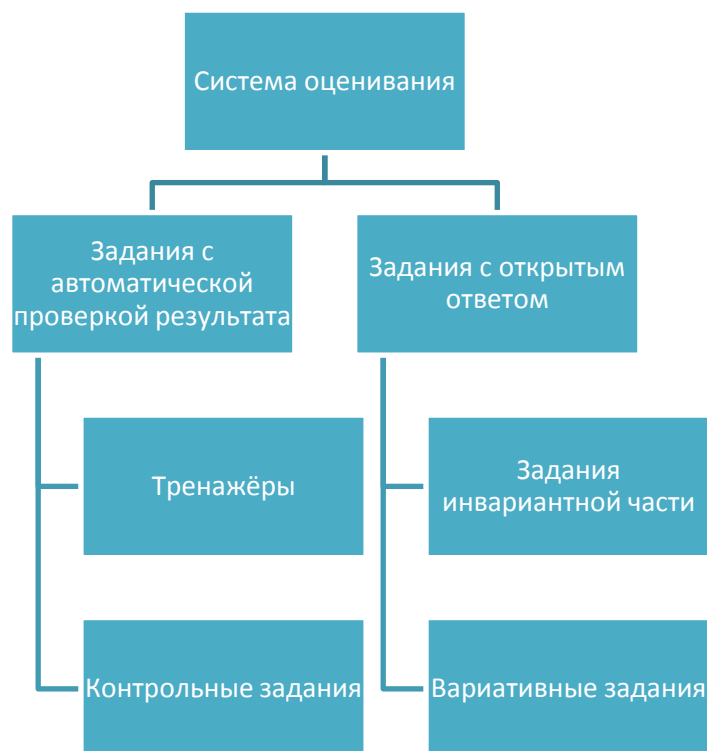 Система оценивания
Задания с
автоматической
проверкой результата
Задания с открытым
ответом
Тренажёры
Задания
инвариантной части
Контрольные задания
Вариативные задания